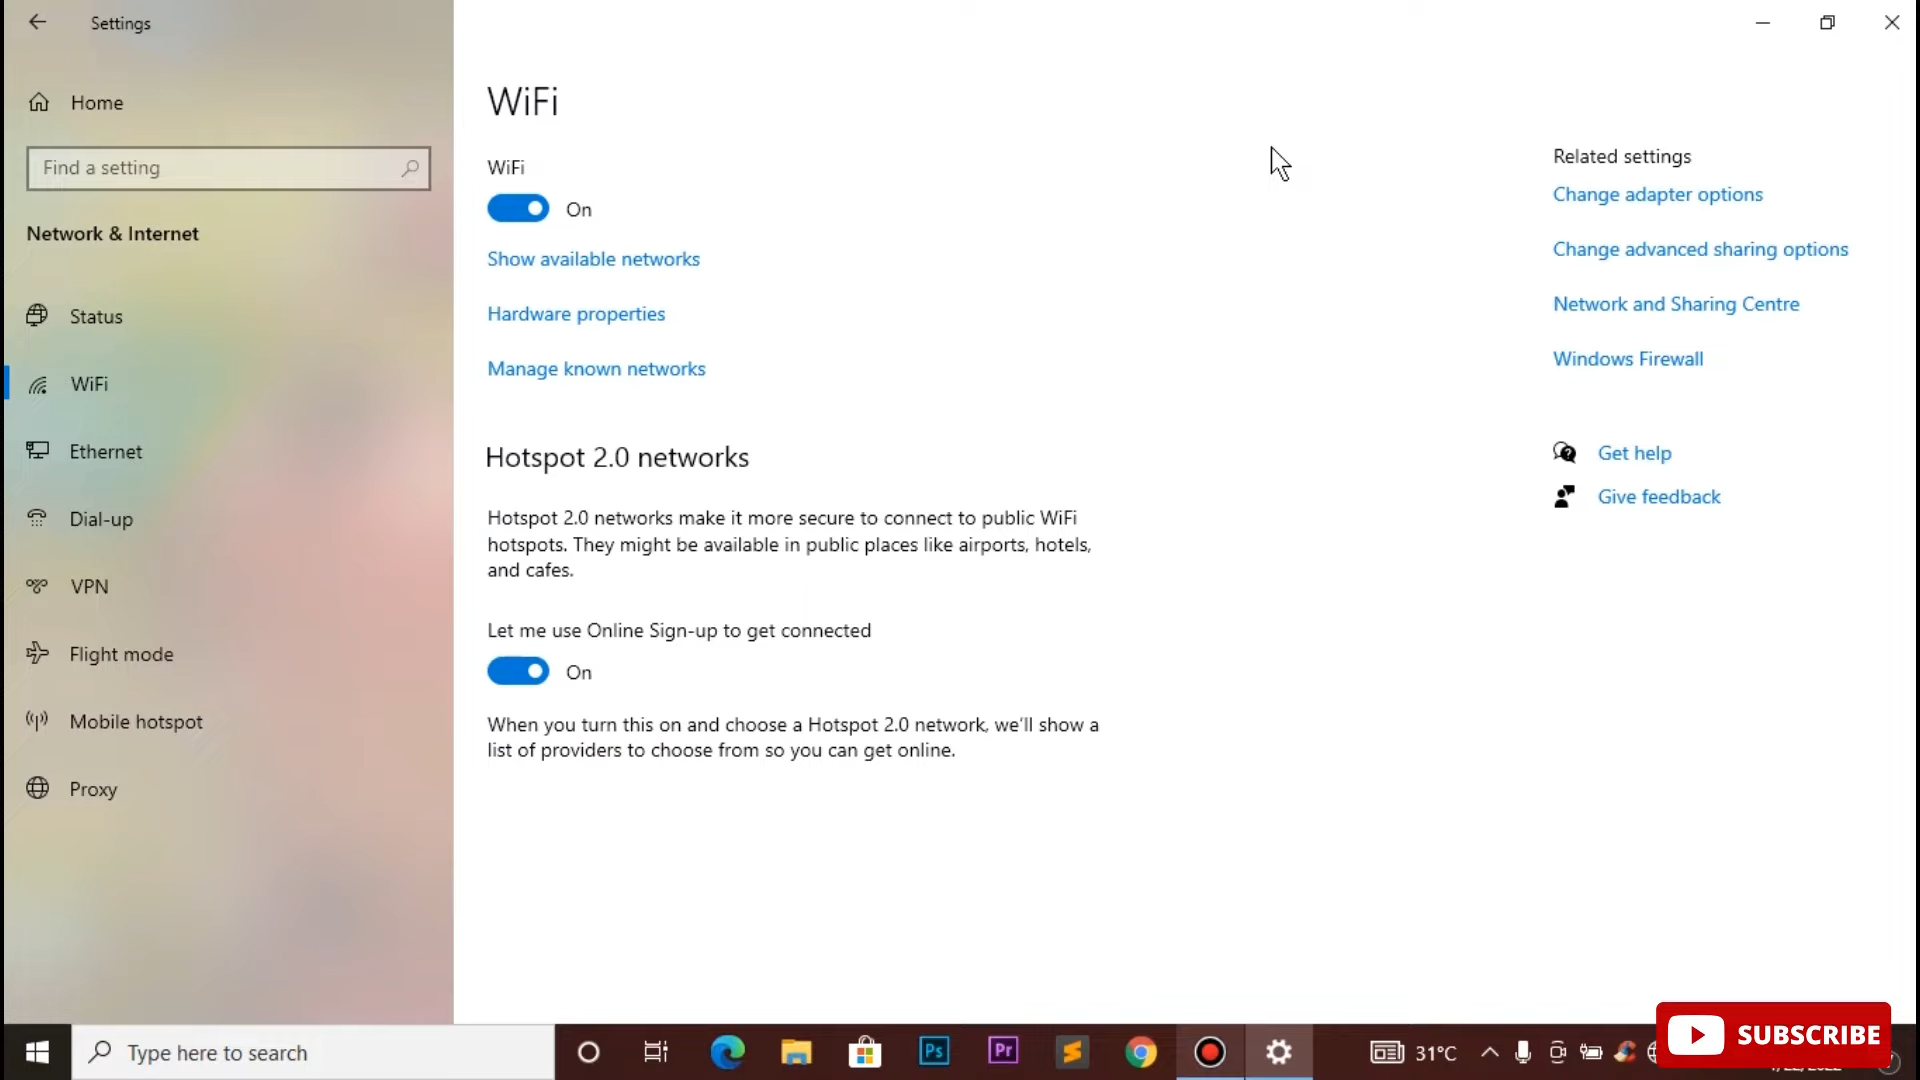 Settings
Home
Find a setting
Network & Internet
Status
WiFi
Ethernet
Dial-up
VPN
Flight mode
Mobile hotspot
Proxy
WiFi
WiFi
On
Show available networks
Hardware properties
Manage known networks
Hotspot 2.0 networks
Hotspot 2.0 networks make it more secure to connect to public WiFi
hotspots. They might be available in public places like airports, hotels,
and cafes.
Let me use Online Sign-up to get connected
On
When you turn this on and choose a Hotspot 2.0 network, we'll show a
list of providers to choose from so you can get online.
Related settings
Change adapter options
Change advanced sharing options
Network and Sharing Centre
Windows Firewall
Get help
Give feedback
Type here to search
Ps
Pr
31°C
SUBSCRIBE